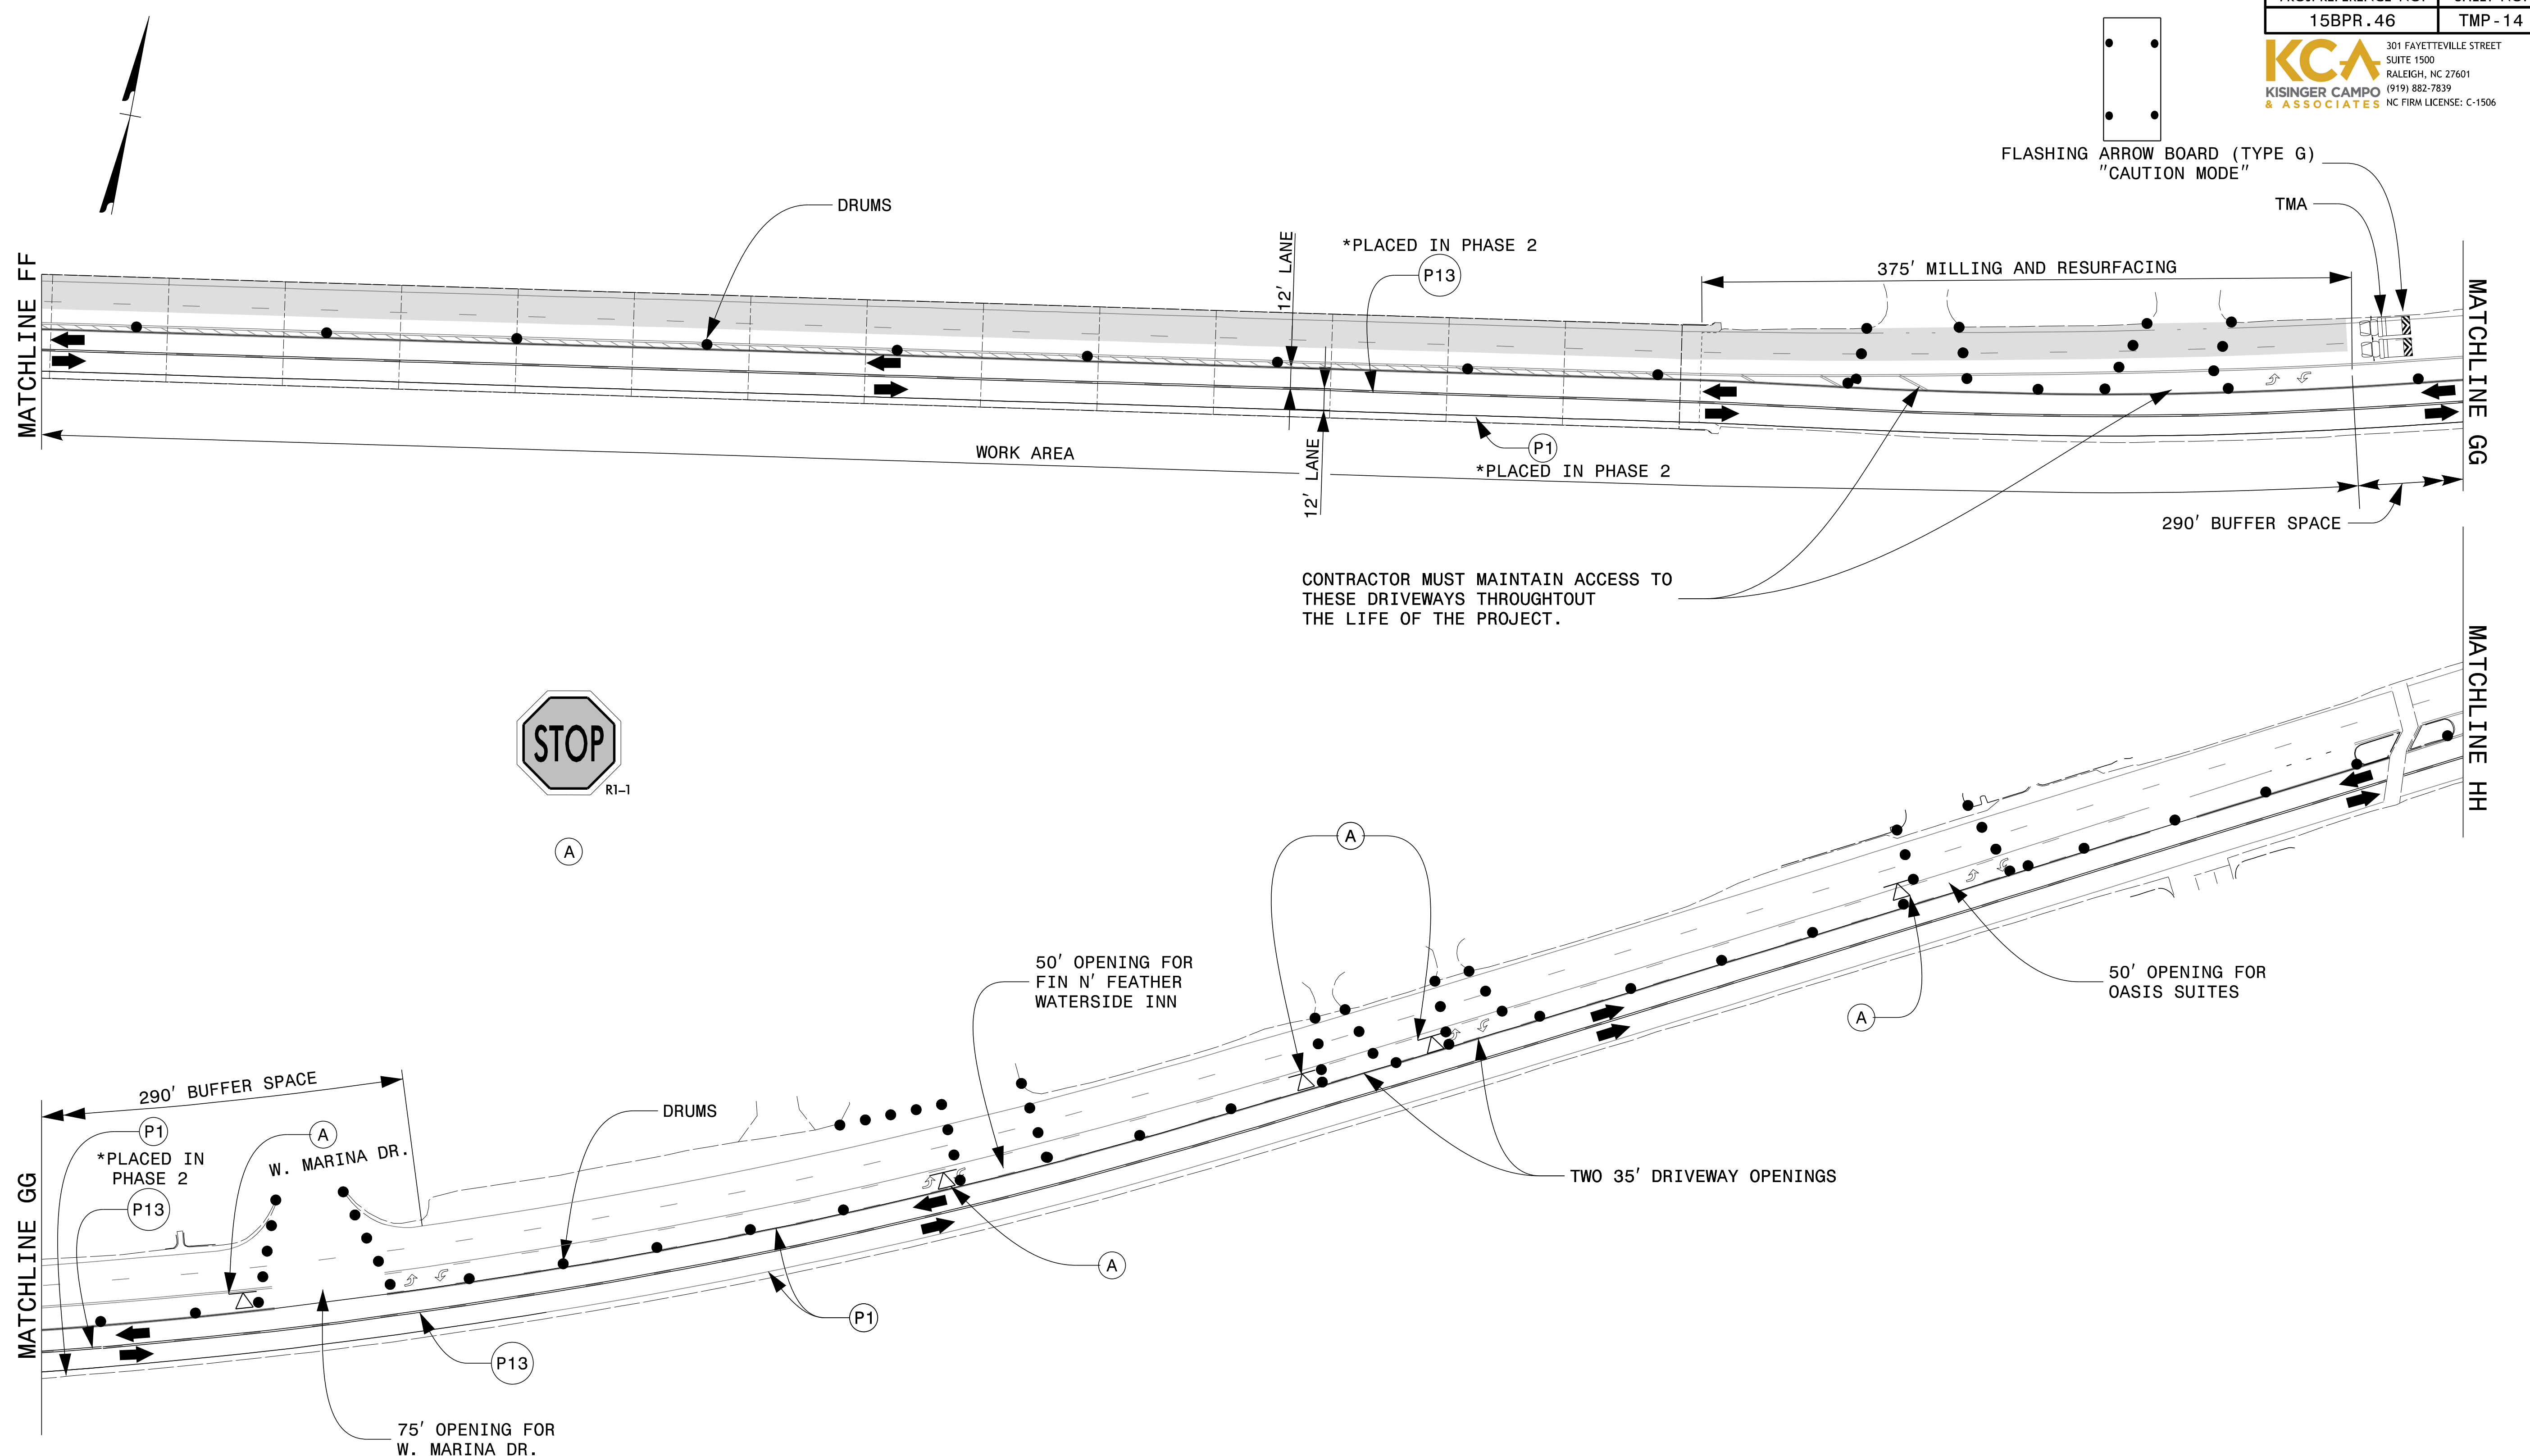 15BPR.46 TMP-14
KCA
KISINGER CAMPO
& ASSOCIATES
301 FAYETTEVILLE STREET
SUITE 1500
RALEIGH, NC 27601
(919) 882-7839
NC FIRM LICENSE: C-1506
FLASHING ARROW BOARD (TYPE G)
"CAUTION MODE"
TMA
DRUMS
12' LANE
*PLACED IN PHASE 2
P13
375' MILLING AND RESURFACING
MATCHLINE FF
MATCHLINE GG
WORK AREA
12' LANE
P1
*PLACED IN PHASE 2
290' BUFFER SPACE
CONTRACTOR MUST MAINTAIN ACCESS TO
THESE DRIVEWAYS THROUGHTOUT
THE LIFE OF THE PROJECT.
MATCHLINE HH
STOP
R1-1
A
A
50' OPENING FOR
FIN N' FEATHER
WATERSIDE INN
50' OPENING FOR
OASIS SUITES
A
290' BUFFER SPACE
DRUMS
P1
A
*PLACED IN
PHASE 2
W. MARINA DR.
P13
TWO 35' DRIVEWAY OPENINGS
MATCHLINE GG
A
P1
P13
75' OPENING FOR
W. MARINA DR.